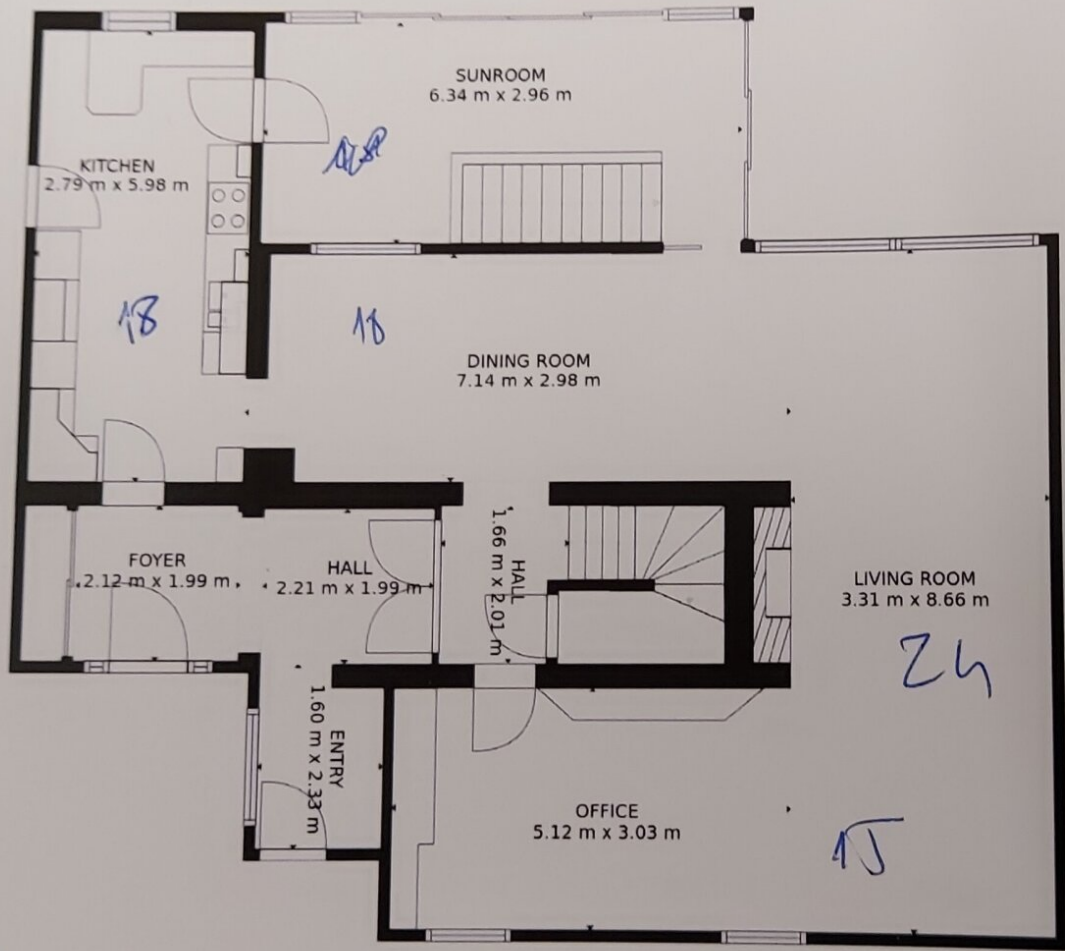 SUNROOM
6.34 m x 2.96 m
KITCHEN
2.79 m x 5.98 m
18
18
DINING ROOM
7.14 m x 2.98 m
FOYER
2.12 m x 1.99 m
HALL
2.21 m x 1.99 m
HALL
1.66 m x 2.01 m
LIVING ROOM
3.31 m x 8.66 m
24
ENTRY
1.60 m x 2.33 m
OFFICE
5.12 m x 3.03 m
15